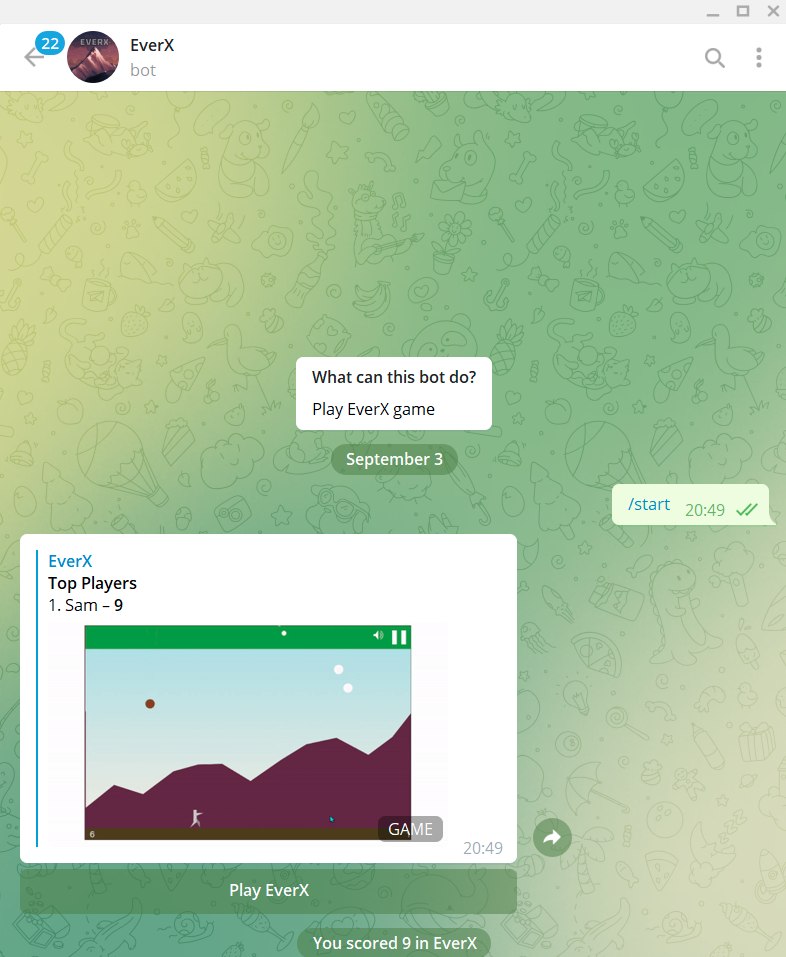 22
EVERX
EverX
bot
What can this bot do?
Play EverX game
September 3
/start 20:49
EverX
Top Players
1. Sam – 9
6
GAME
20:49
Play EverX
You scored 9 in EverX